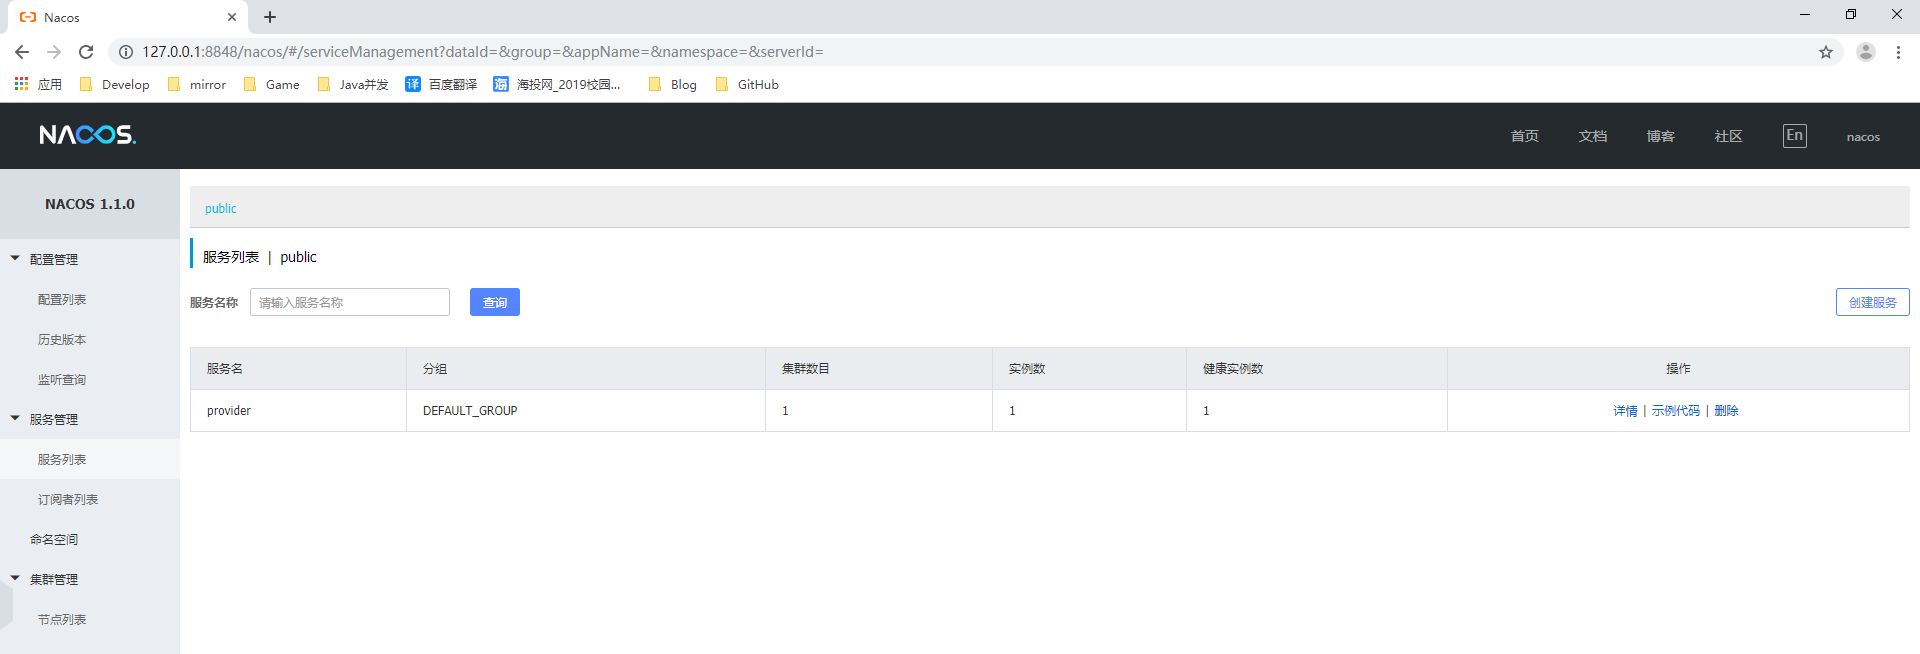 Nacos
127.0.0.1:8848/nacos/#/serviceManagement?dataId=&group=&appName=&namespace=&serverId=
应用 Develop mirror Game Java并发 译 百度翻译 海 海投网_2019校园... Blog GitHub
NACOS. 首页 文档 博客 社区 En nacos
NACOS 1.1.0
配置管理
配置列表
历史版本
监听查询
服务管理
服务列表
订阅者列表
命名空间
集群管理
节点列表
public
服务列表 | public
服务名称 请输入服务名称 查询 创建服务
服务名 分组 集群数目 实例数 健康实例数 操作
provider DEFAULT_GROUP 1 1 1 详情 | 示例代码 | 删除